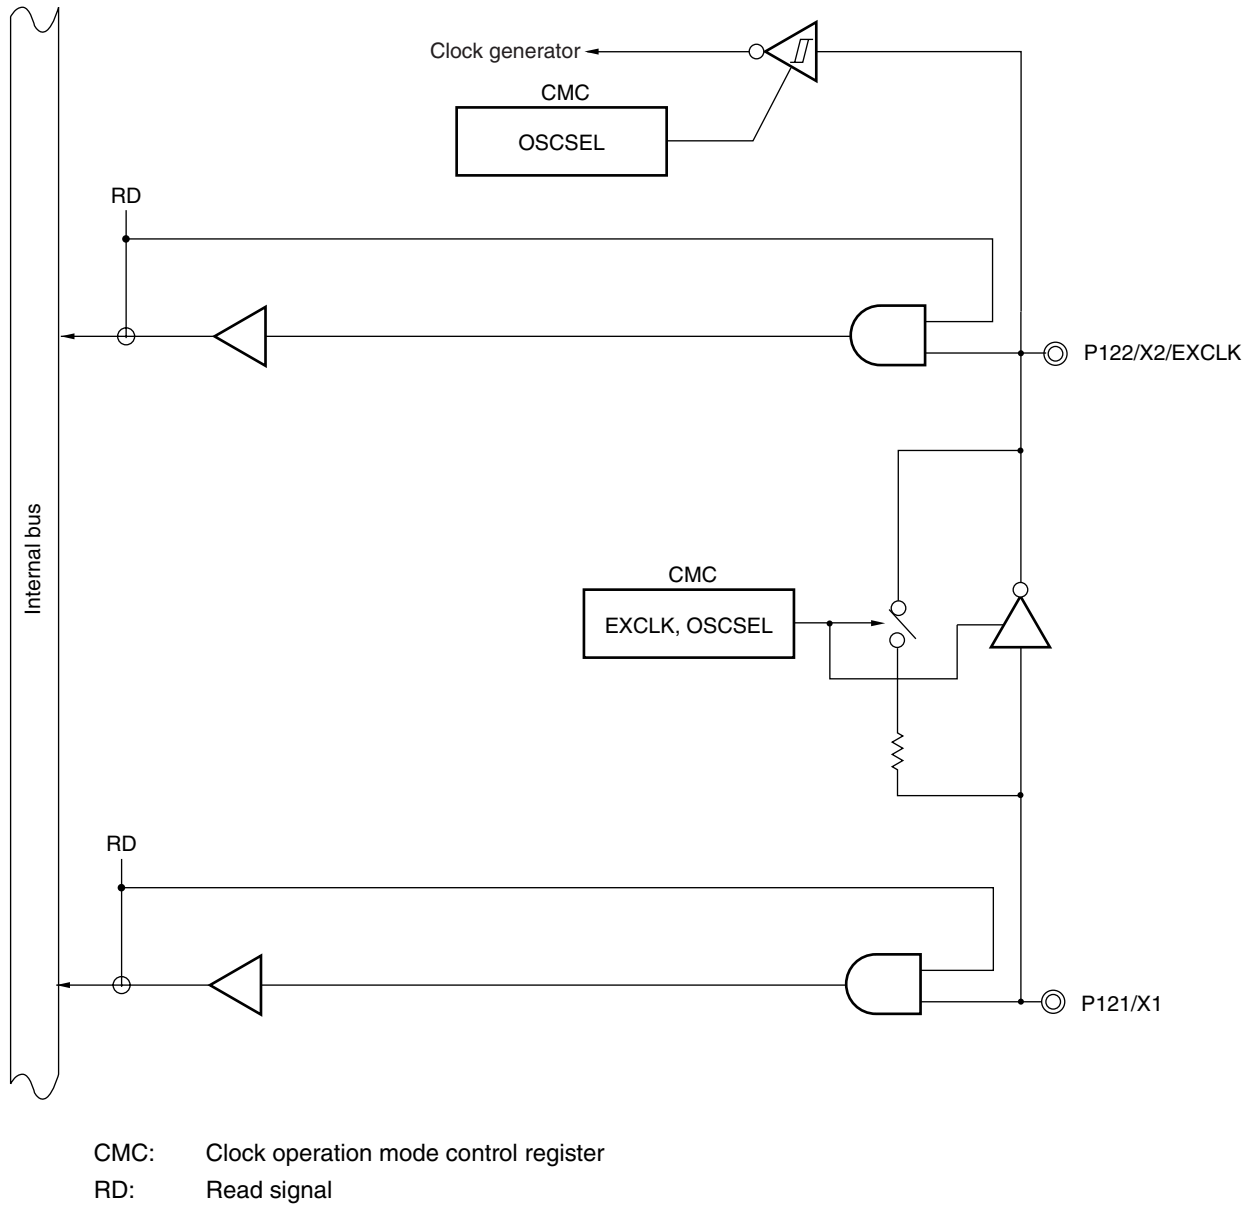 Clock generator
CMC
OSCSEL
RD
P122/X2/EXCLK
Internal bus
CMC
EXCLK, OSCSEL
RD
P121/X1
CMC: Clock operation mode control register
RD: Read signal